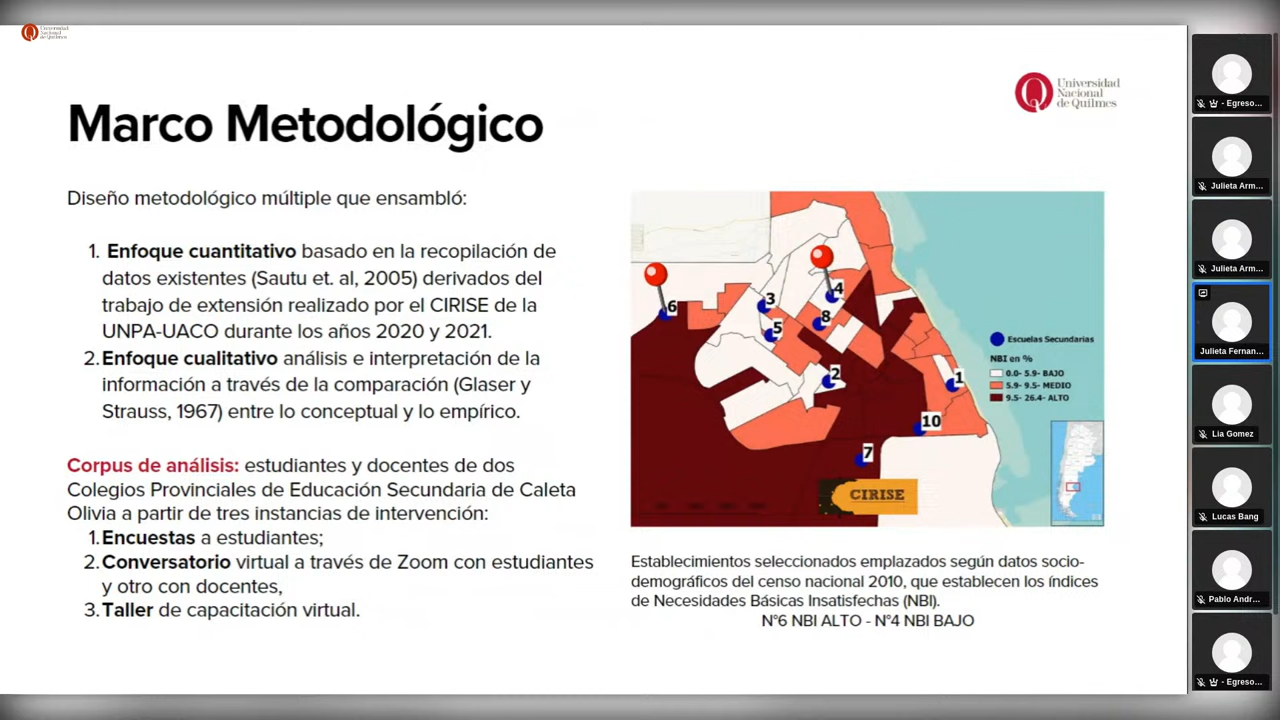 Universidad
Nacional
de Quilmes
Universidad
Nacional
de Quilmes
Marco Metodológico
Diseño metodológico múltiple que ensambló:
1. Enfoque cuantitativo basado en la recopilación de
datos existentes (Sautu et. al, 2005) derivados del
trabajo de extensión realizado por el CIRISE de la
UNPA-UACO durante los años 2020 y 2021.
2. Enfoque cualitativo análisis e interpretación de la
información a través de la comparación (Glaser y
Strauss, 1967) entre lo conceptual y lo empírico.
Corpus de análisis: estudiantes y docentes de dos
Colegios Provinciales de Educación Secundaria de Caleta
Olivia a partir de tres instancias de intervención:
1. Encuestas a estudiantes;
2. Conversatorio virtual a través de Zoom con estudiantes
y otro con docentes,
3. Taller de capacitación virtual.
6
3
4
5
8
2
1
10
7
Escuelas Secundarias
NBI en %
0.0- 5.9- BAJO
5.9- 9.5- MEDIO
9.5- 26.4- ALTO
CIRISE
Establecimientos seleccionados emplazados según datos socio-
demográficos del censo nacional 2010, que establecen los índices
de Necesidades Básicas Insatisfechas (NBI).
N°6 NBI ALTO - N°4 NBI BAJO
- Egreso...
Julieta Arm...
Julieta Arm...
Julieta Fernan...
Lia Gomez
Lucas Bang
Pablo Andr...
- Egreso...